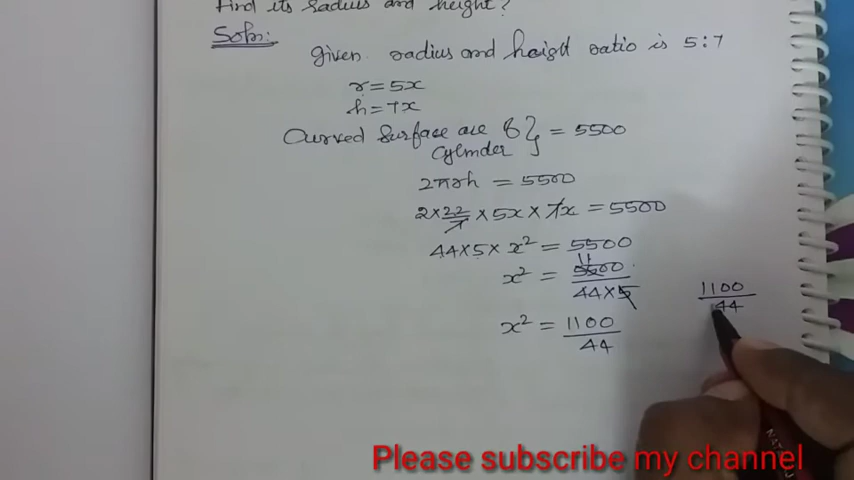 Find its radius and height?
Soln:
Given radius and height ratio is 5:7
r=5x
h=7x
Curved Surface are of } = 5500
Cylinder
2πrh = 5500
2×22/7 ×5x × 7x = 5500
44×5× x² = 5500
x² = 5500/44×5
11
1100/44
x² = 1100/44
Please subscribe my channel